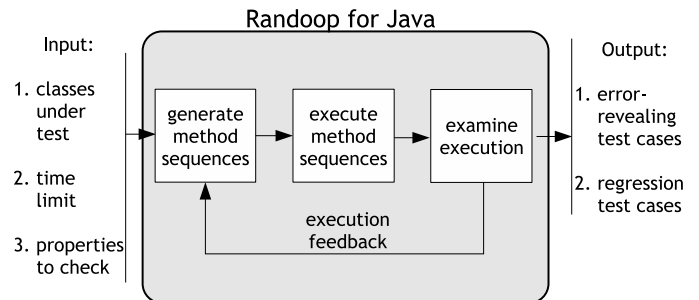 Randoop for Java
Input:
1. classes
under
test
2. time
limit
3. properties
to check
generate
method
sequences
execute
method
sequences
examine
execution
execution
feedback
Output:
1. error-
revealing
test cases
2. regression
test cases